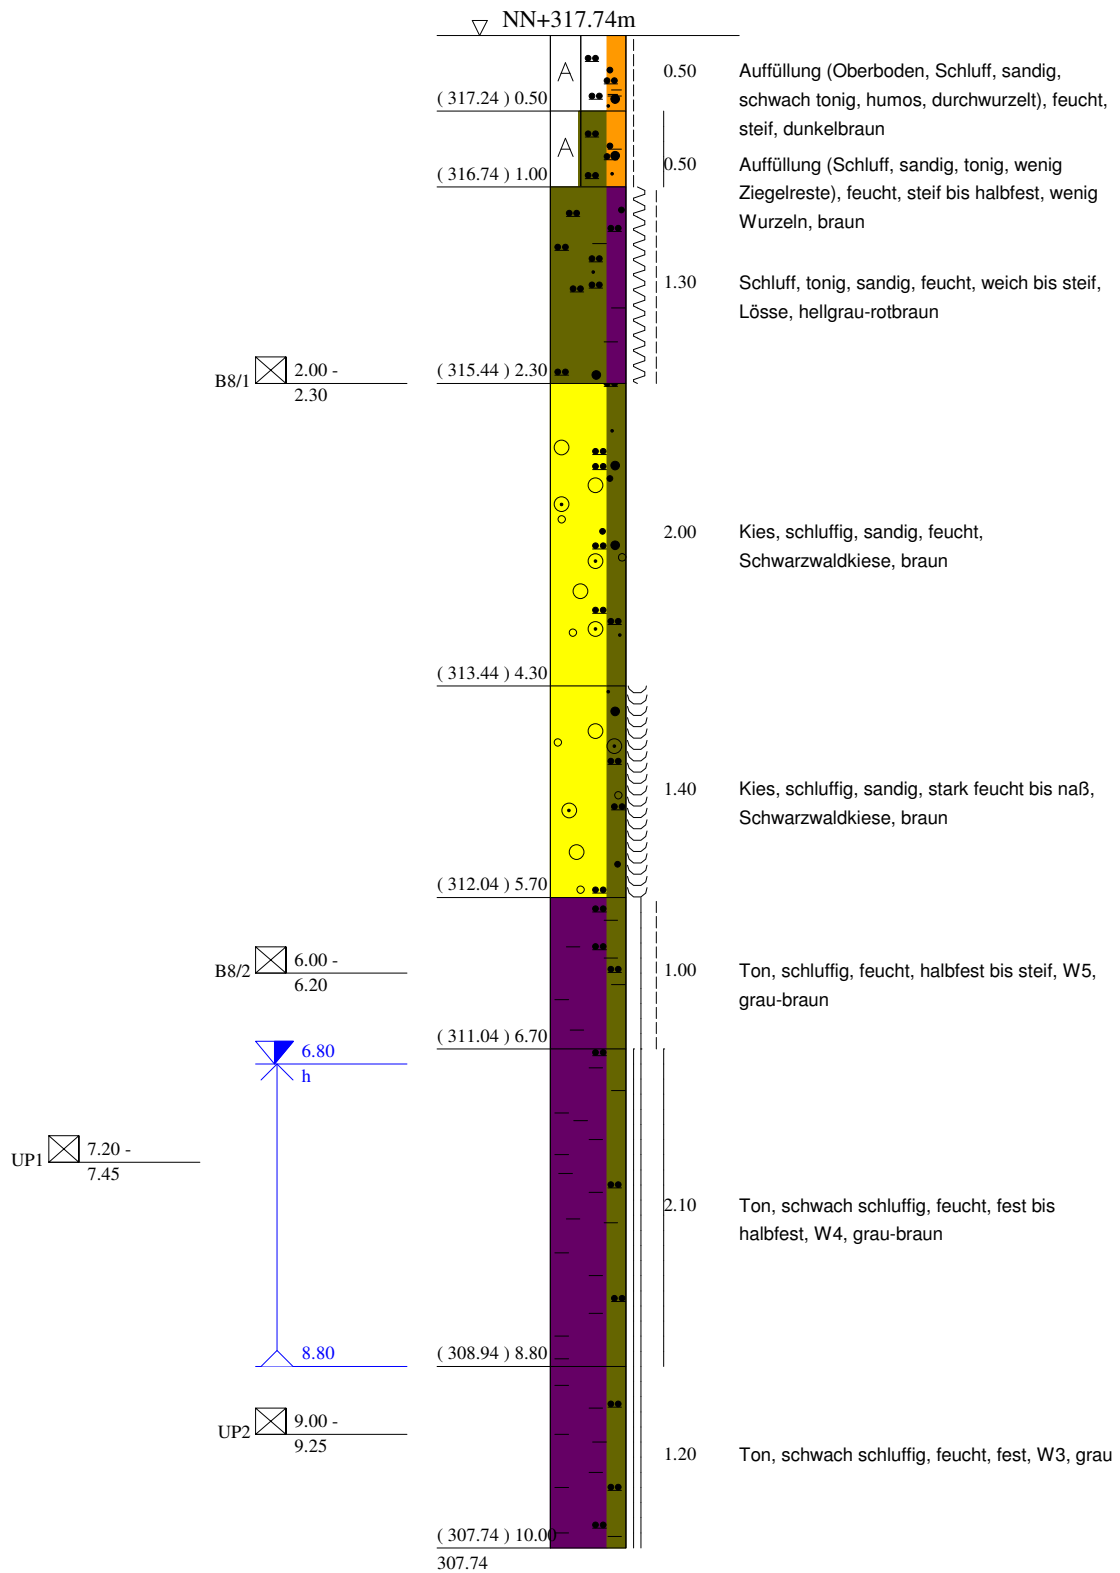 NN+317.74m
A
0.50
Auffüllung (Oberboden, Schluff, sandig,
schwach tonig, humos, durchwurzelt), feucht,
steif, dunkelbraun
( 317.24 ) 0.50
A
0.50
Auffüllung (Schluff, sandig, tonig, wenig
Ziegelreste), feucht, steif bis halbfest, wenig
Wurzeln, braun
( 316.74 ) 1.00
1.30
Schluff, tonig, sandig, feucht, weich bis steif,
Lösse, hellgrau-rotbraun
B8/1
2.00 -
2.30
( 315.44 ) 2.30
2.00
Kies, schluffig, sandig, feucht,
Schwarzwaldkiese, braun
( 313.44 ) 4.30
1.40
Kies, schluffig, sandig, stark feucht bis naß,
Schwarzwaldkiese, braun
( 312.04 ) 5.70
B8/2
6.00 -
6.20
1.00
Ton, schluffig, feucht, halbfest bis steif, W5,
grau-braun
( 311.04 ) 6.70
6.80
h
UP1
7.20 -
7.45
2.10
Ton, schwach schluffig, feucht, fest bis
halbfest, W4, grau-braun
8.80
( 308.94 ) 8.80
UP2
9.00 -
9.25
1.20
Ton, schwach schluffig, feucht, fest, W3, grau
( 307.74 ) 10.00
307.74